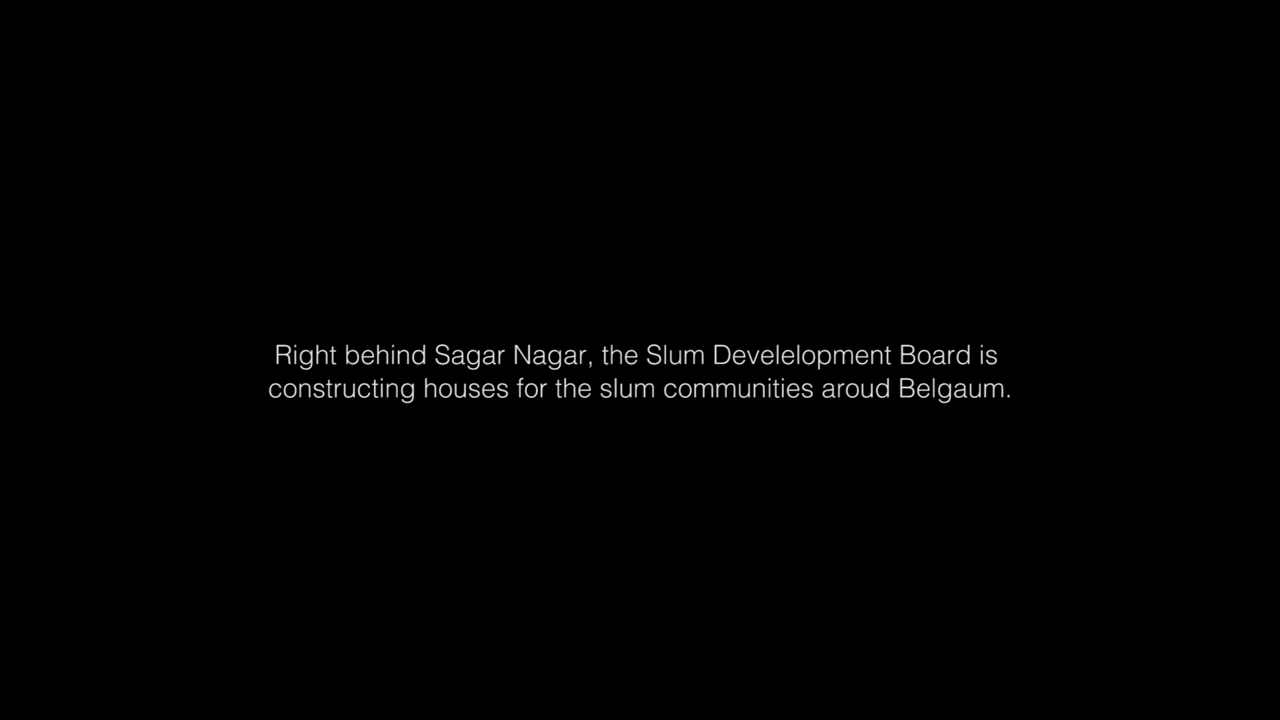 Right behind Sagar Nagar, the Slum Develelopment Board is
constructing houses for the slum communities aroud Belgaum.